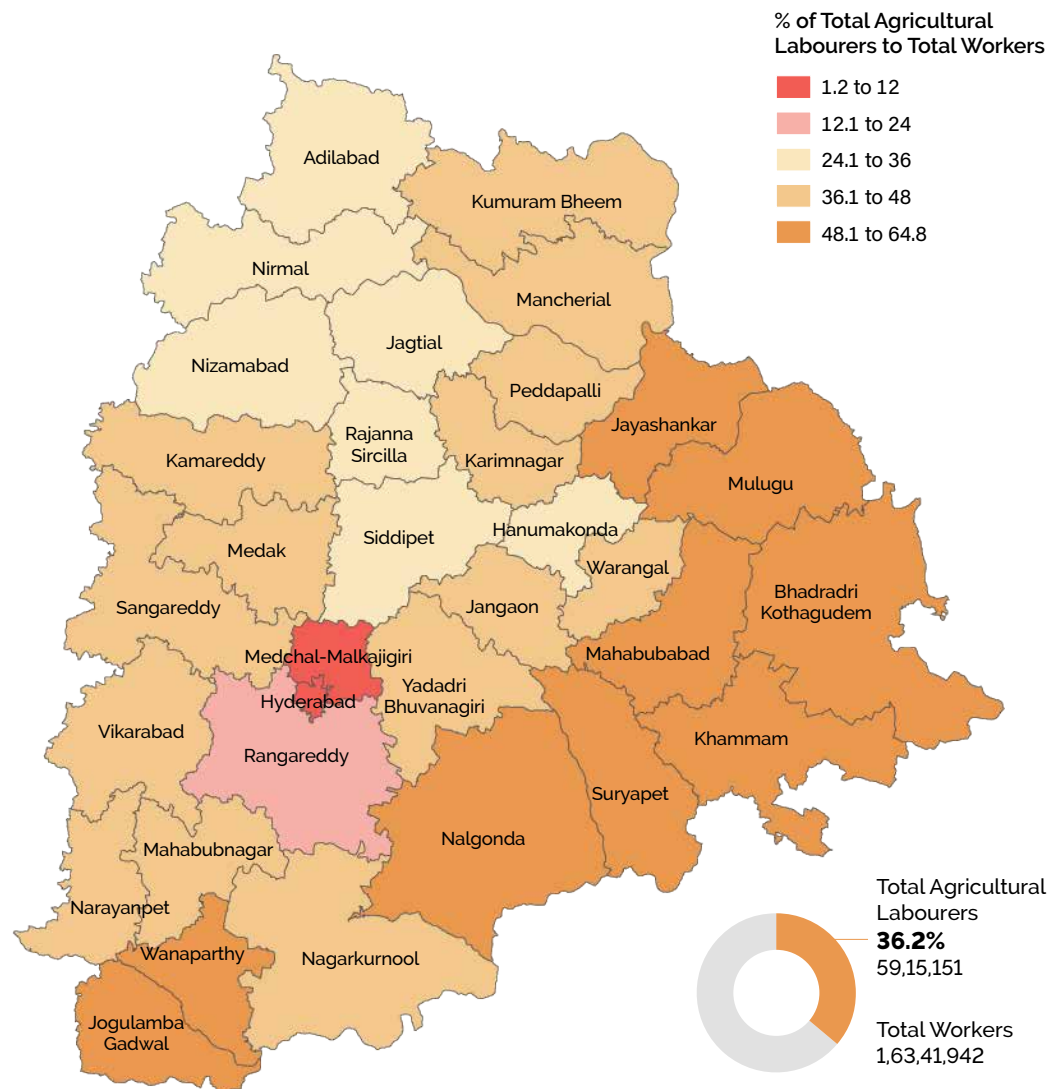 % of Total Agricultural
Labourers to Total Workers
1.2 to 12
12.1 to 24
24.1 to 36
36.1 to 48
48.1 to 64.8
Adilabad
Kumuram Bheem
Nirmal
Mancherial
Jagtial
Nizamabad
Peddapalli
Jayashankar
Rajanna
Sircilla
Kamareddy
Karimnagar
Mulugu
Siddipet
Hanumakonda
Medak
Warangal
Bhadradri
Kothagudem
Sangareddy
Jangaon
Medchal-Malkajigiri
Mahabubabad
Yadadri
Bhuvanagiri
Hyderabad
Vikarabad
Khammam
Rangareddy
Suryapet
Nalgonda
Mahabubnagar
Narayanpet
Wanaparthy
Nagarkurnool
Jogulamba
Gadwal
Total Agricultural
Labourers
36.2%
59,15,151
Total Workers
1,63,41,942